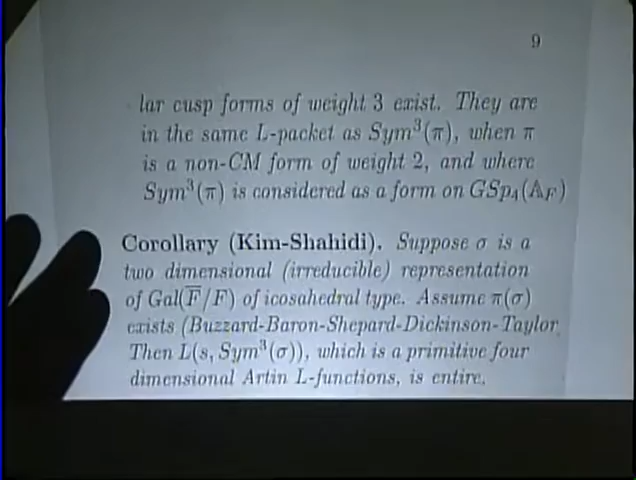 9
lar cusp forms of weight 3 exist. They are
in the same L-packet as Sym³(π), when π
is a non-CM form of weight 2, and where
Sym³(π) is considered as a form on GSp₄(𝔸_F)
Corollary (Kim-Shahidi). Suppose σ is a
two dimensional (irreducible) representation
of Gal(F̅/F) of icosahedral type. Assume π(σ)
exists (Buzzard-Baron-Shepard-Dickinson-Taylor
Then L(s, Sym³(σ)), which is a primitive four
dimensional Artin L-functions, is entire.